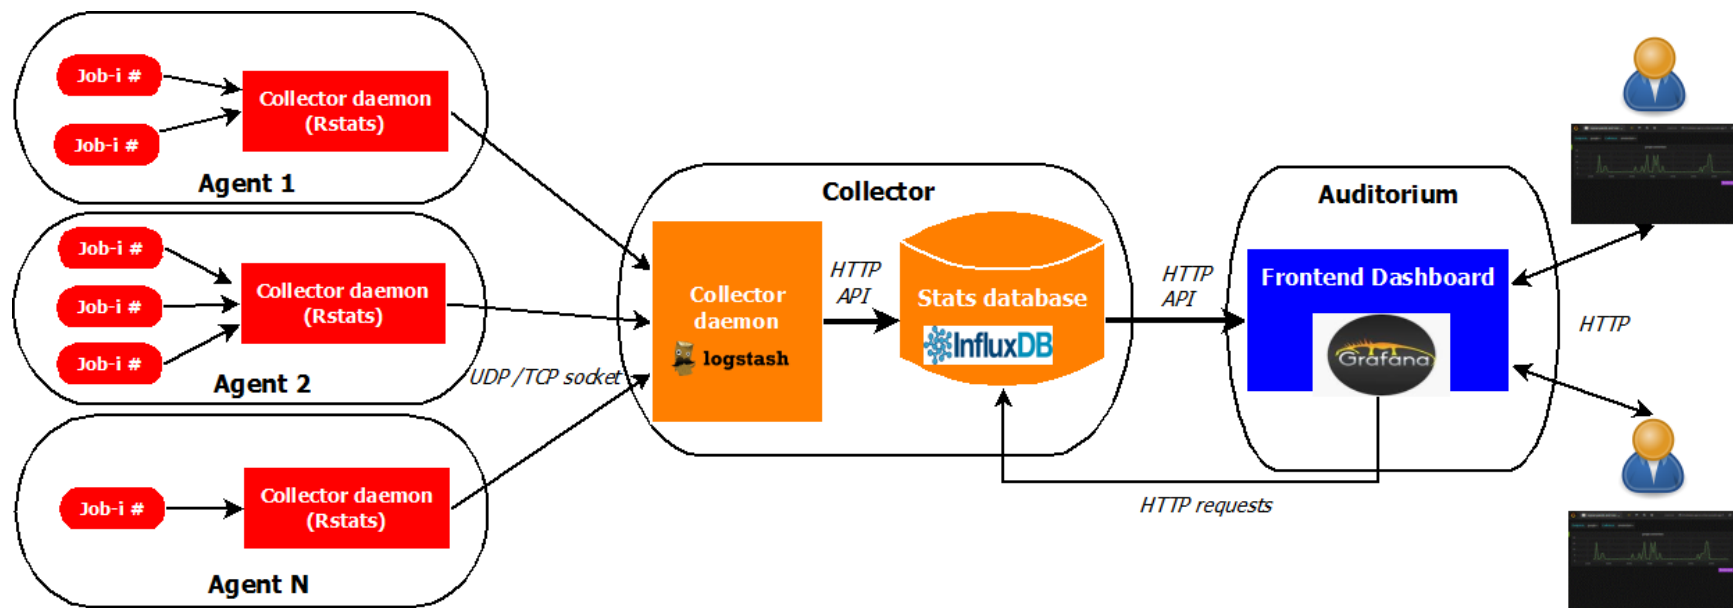 Job-i #
Job-i #
Collector daemon
(Rstats)
Agent 1
Job-i #
Job-i #
Job-i #
Collector daemon
(Rstats)
Agent 2
Job-i #
Collector daemon
(Rstats)
Agent N
UDP/TCP socket
Collector
Collector
daemon
logstash
HTTP
API
Stats database
InfluxDB
HTTP
API
Auditorium
Frontend Dashboard
Grafana
HTTP requests
HTTP